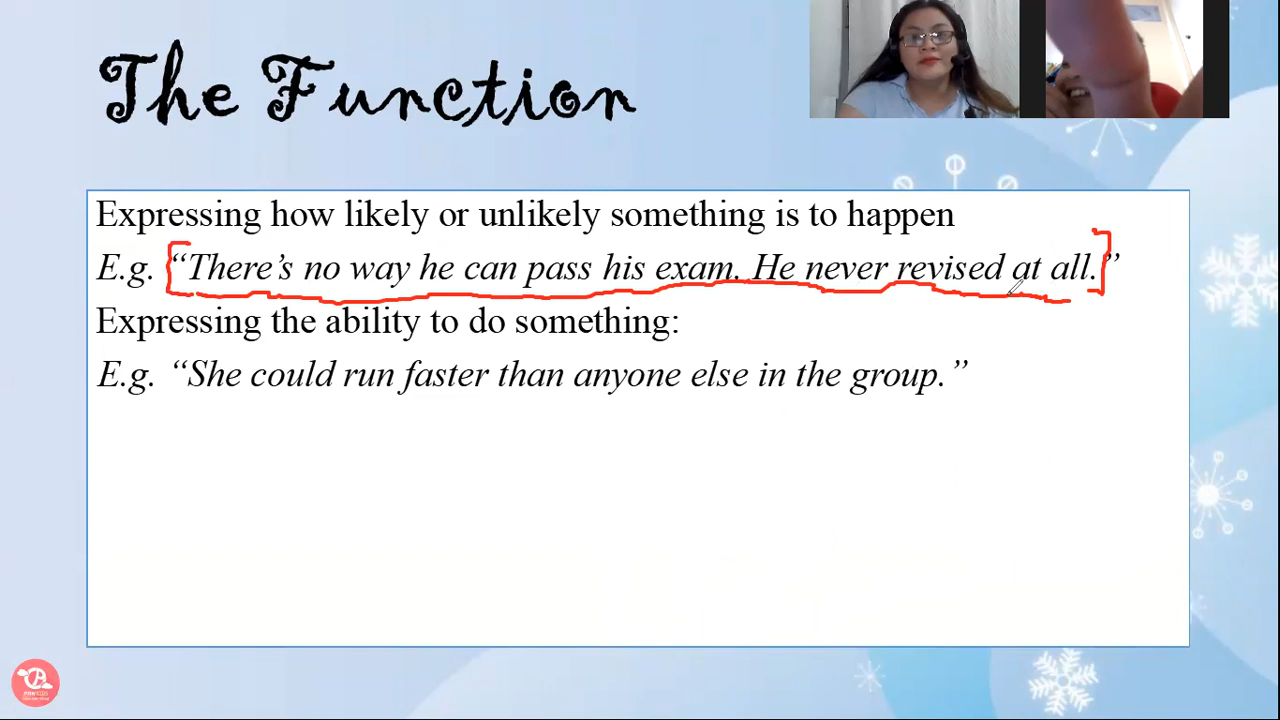 The Function
Expressing how likely or unlikely something is to happen
E.g. “There’s no way he can pass his exam. He never revised at all.”
Expressing the ability to do something:
E.g. “She could run faster than anyone else in the group.”